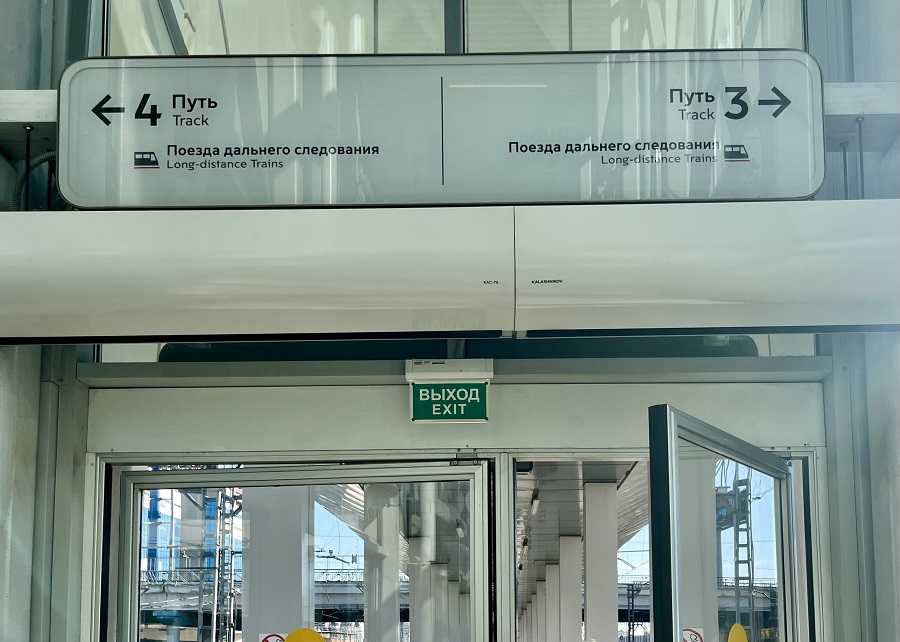 ← 4 Путь
Track
Поезда дальнего следования
Long-distance Trains
Путь 3 →
Track
Поезда дальнего следования
Long-distance Trains
KALASHNIKOV
ВЫХОД
EXIT